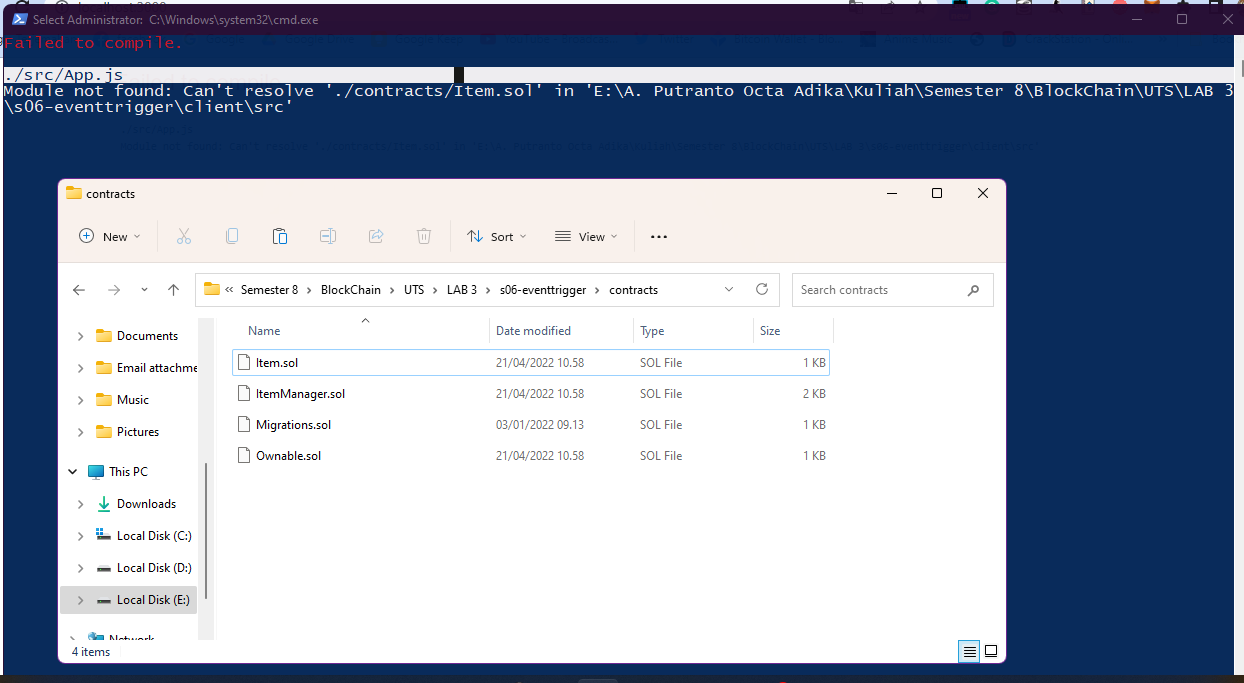 Select Administrator: C:\Windows\system32\cmd.exe
Failed to compile.
./src/App.js
Module not found: Can't resolve './contracts/Item.sol' in 'E:\A. Putranto Octa Adika\Kuliah\Semester 8\BlockChain\UTS\LAB 3
\s06-eventtrigger\client\src'
contracts
New
Sort
View
« Semester 8 › BlockChain › UTS › LAB 3 › s06-eventtrigger › contracts
Search contracts
Name Date modified Type Size
Documents
Email attachme
Music
Pictures
This PC
Downloads
Local Disk (C:)
Local Disk (D:)
Local Disk (E:)
Network
Item.sol 21/04/2022 10.58 SOL File 1 KB
ItemManager.sol 21/04/2022 10.58 SOL File 2 KB
Migrations.sol 03/01/2022 09.13 SOL File 1 KB
Ownable.sol 21/04/2022 10.58 SOL File 1 KB
4 items